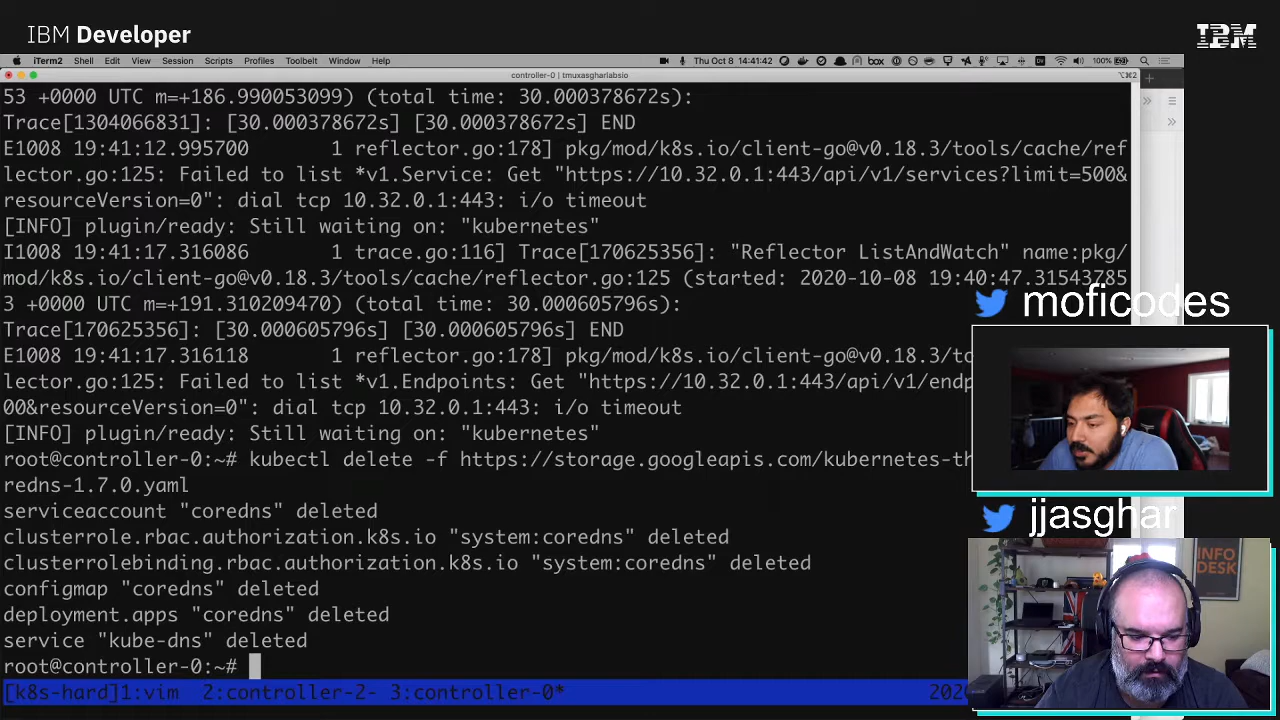 IBM Developer
IBM
iTerm2 Shell Edit View Session Scripts Profiles Toolbelt Window Help
box
100%
Thu Oct 8 14:41:42
controller-0 | tmuxasgharlabsio
⌥⌘2
53 +0000 UTC m=+186.990053099) (total time: 30.000378672s):
Trace[1304066831]: [30.000378672s] [30.000378672s] END
E1008 19:41:12.995700 1 reflector.go:178] pkg/mod/k8s.io/client-go@v0.18.3/tools/cache/ref
lector.go:125: Failed to list *v1.Service: Get "https://10.32.0.1:443/api/v1/services?limit=500&
resourceVersion=0": dial tcp 10.32.0.1:443: i/o timeout
[INFO] plugin/ready: Still waiting on: "kubernetes"
I1008 19:41:17.316086 1 trace.go:116] Trace[170625356]: "Reflector ListAndWatch" name:pkg/
mod/k8s.io/client-go@v0.18.3/tools/cache/reflector.go:125 (started: 2020-10-08 19:40:47.31543785
3 +0000 UTC m=+191.310209470) (total time: 30.000605796s):
Trace[170625356]: [30.000605796s] [30.000605796s] END
E1008 19:41:17.316118 1 reflector.go:178] pkg/mod/k8s.io/client-go@v0.18.3/to
lector.go:125: Failed to list *v1.Endpoints: Get "https://10.32.0.1:443/api/v1/endp
00&resourceVersion=0": dial tcp 10.32.0.1:443: i/o timeout
[INFO] plugin/ready: Still waiting on: "kubernetes"
root@controller-0:~# kubectl delete -f https://storage.googleapis.com/kubernetes-th
redns-1.7.0.yaml
serviceaccount "coredns" deleted
clusterrole.rbac.authorization.k8s.io "system:coredns" deleted
clusterrolebinding.rbac.authorization.k8s.io "system:coredns" deleted
configmap "coredns" deleted
deployment.apps "coredns" deleted
service "kube-dns" deleted
root@controller-0:~#
[k8s-hard]1:vim 2:controller-2- 3:controller-0* 202
moficodes
jjasghar
INFO
DESK